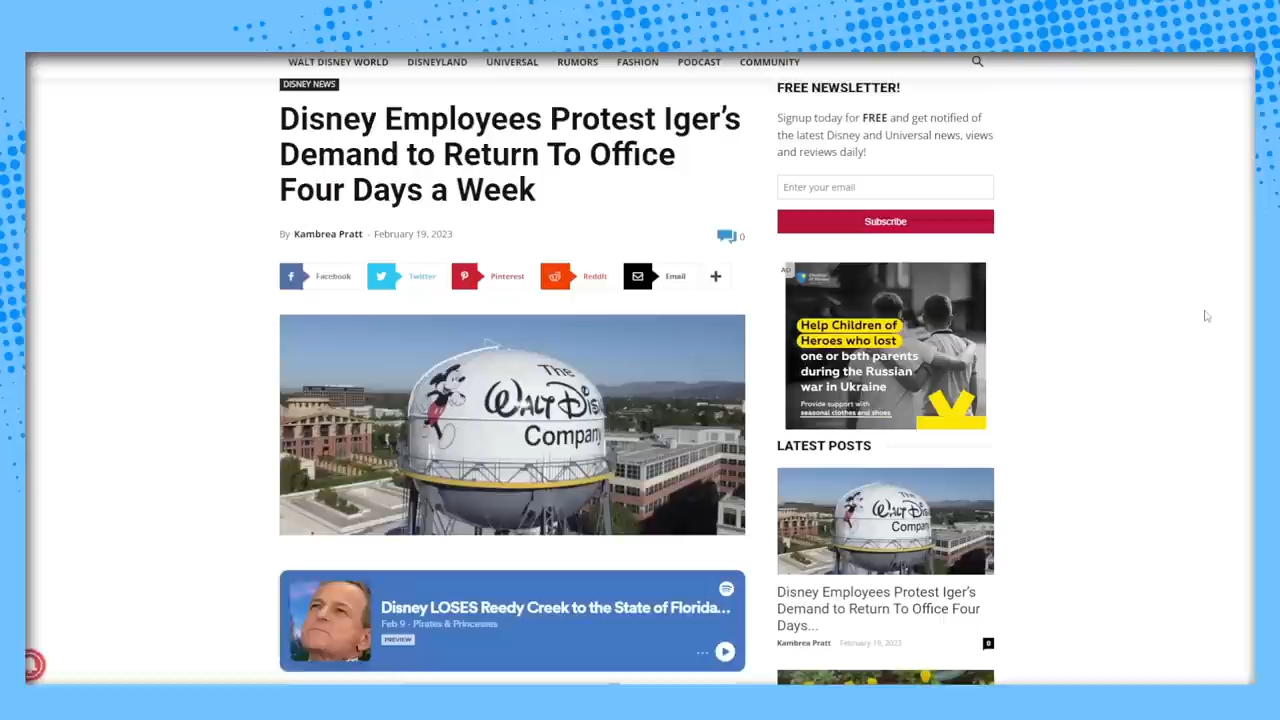 WALT DISNEY WORLD DISNEYLAND UNIVERSAL RUMORS FASHION PODCAST COMMUNITY
DISNEY NEWS
Disney Employees Protest Iger’s
Demand to Return To Office
Four Days a Week
By Kambrea Pratt - February 19, 2023
0
Facebook
Twitter
Pinterest
ReddIt
Email
+
The
WALT DIS
Company
Disney LOSES Reedy Creek to the State of Florida...
Feb 9 · Pirates & Princesses
PREVIEW
FREE NEWSLETTER!
Signup today for FREE and get notified of
the latest Disney and Universal news, views
and reviews daily!
Enter your email
Subscribe
AD
Help Children of
Heroes who lost
one or both parents
during the Russian
war in Ukraine
Provide support with
seasonal clothes and shoes
LATEST POSTS
The
WALT DIS
Company
Disney Employees Protest Iger’s
Demand to Return To Office Four
Days...
Kambrea Pratt February 19, 2023
0